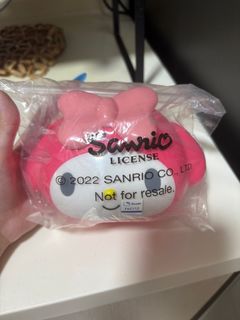 Sanrio
LICENSE
© 2022 SANRIO CO., LTD.
Not for resale.